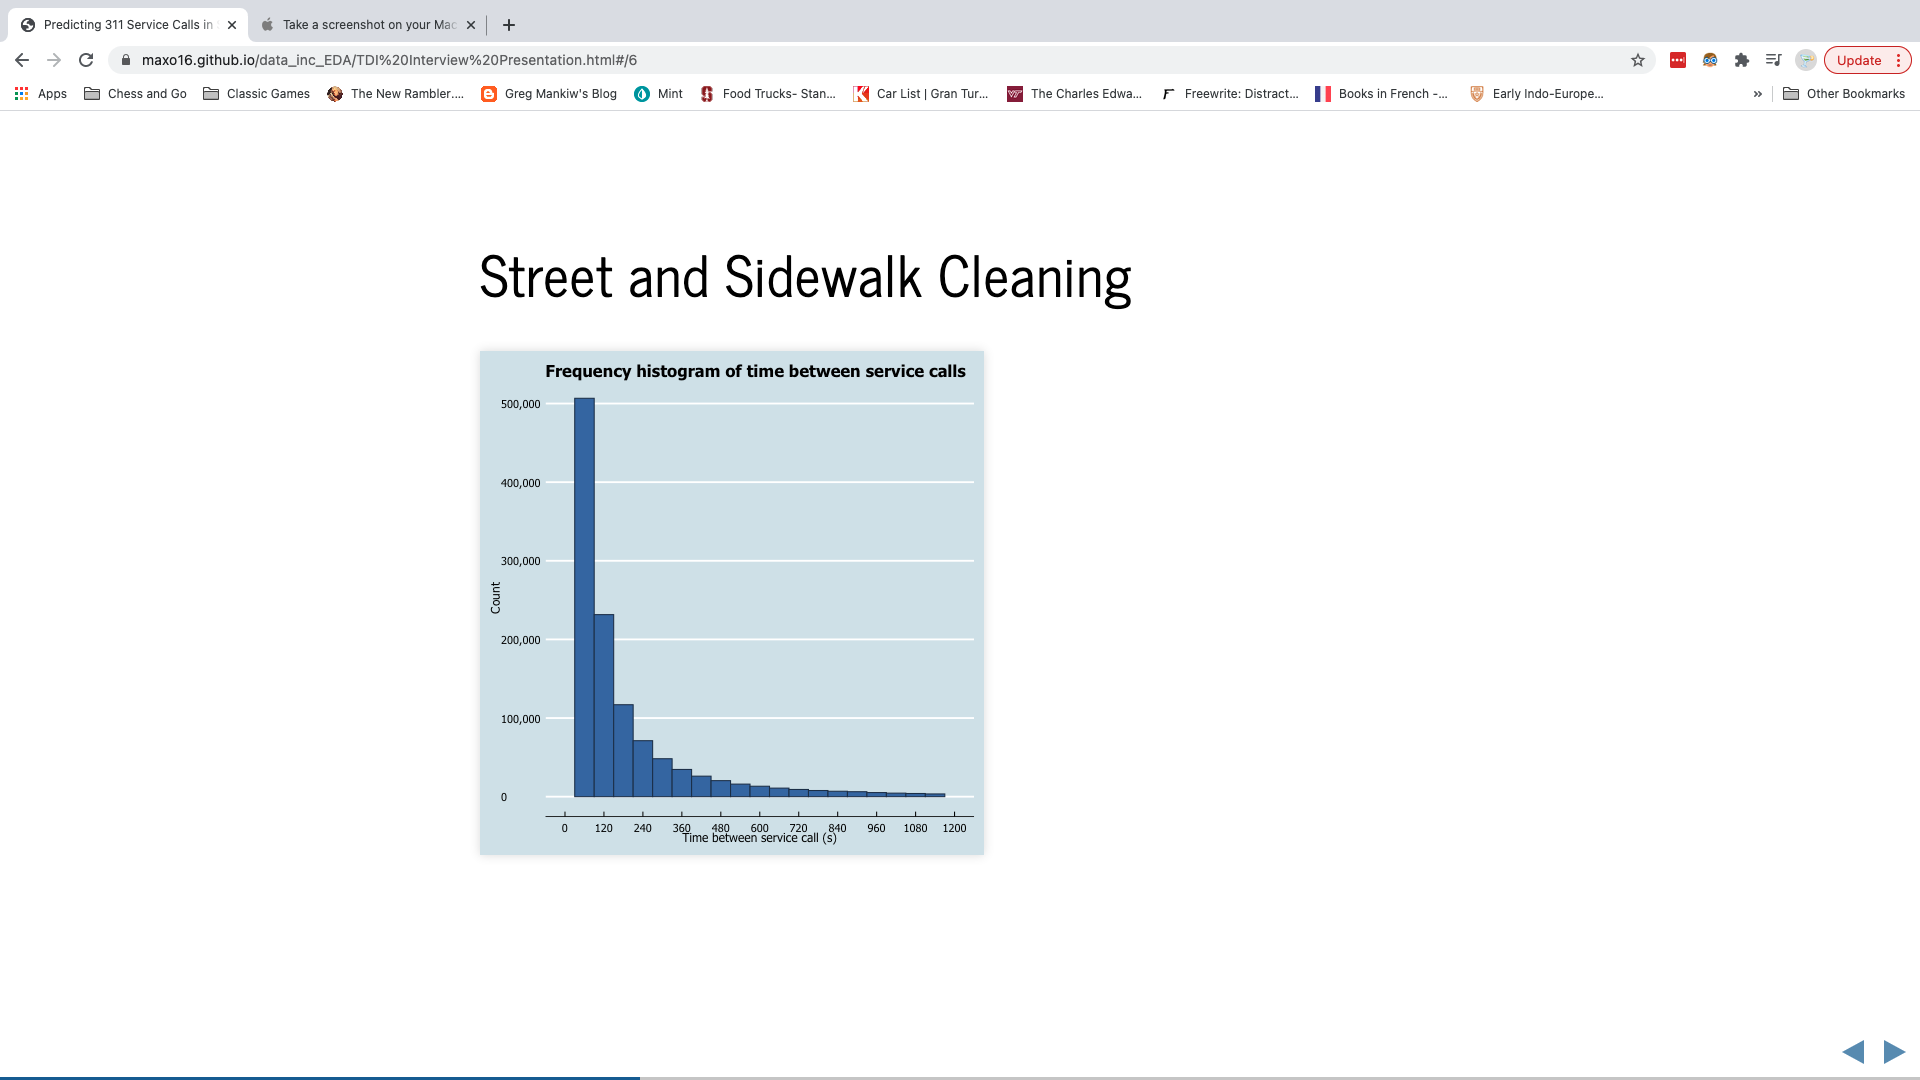 Predicting 311 Service Calls in
Take a screenshot on your Mac
maxo16.github.io/data_inc_EDA/TDI%20Interview%20Presentation.html#/6
Update
Apps
Chess and Go
Classic Games
The New Rambler....
Greg Mankiw's Blog
Mint
Food Trucks- Stan...
Car List | Gran Tur...
The Charles Edwa...
Freewrite: Distract...
Books in French -...
Early Indo-Europe...
»
Other Bookmarks
Street and Sidewalk Cleaning
Frequency histogram of time between service calls
500,000
400,000
300,000
200,000
100,000
0
Count
0 120 240 360 480 600 720 840 960 1080 1200
Time between service call (s)